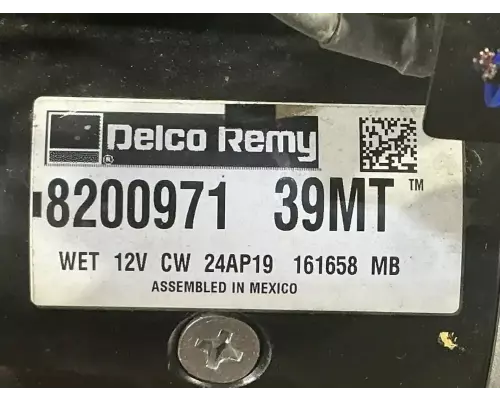 Delco Remy
®
8200971 39MT™
WET 12V CW 24AP19 161658 MB
ASSEMBLED IN MEXICO